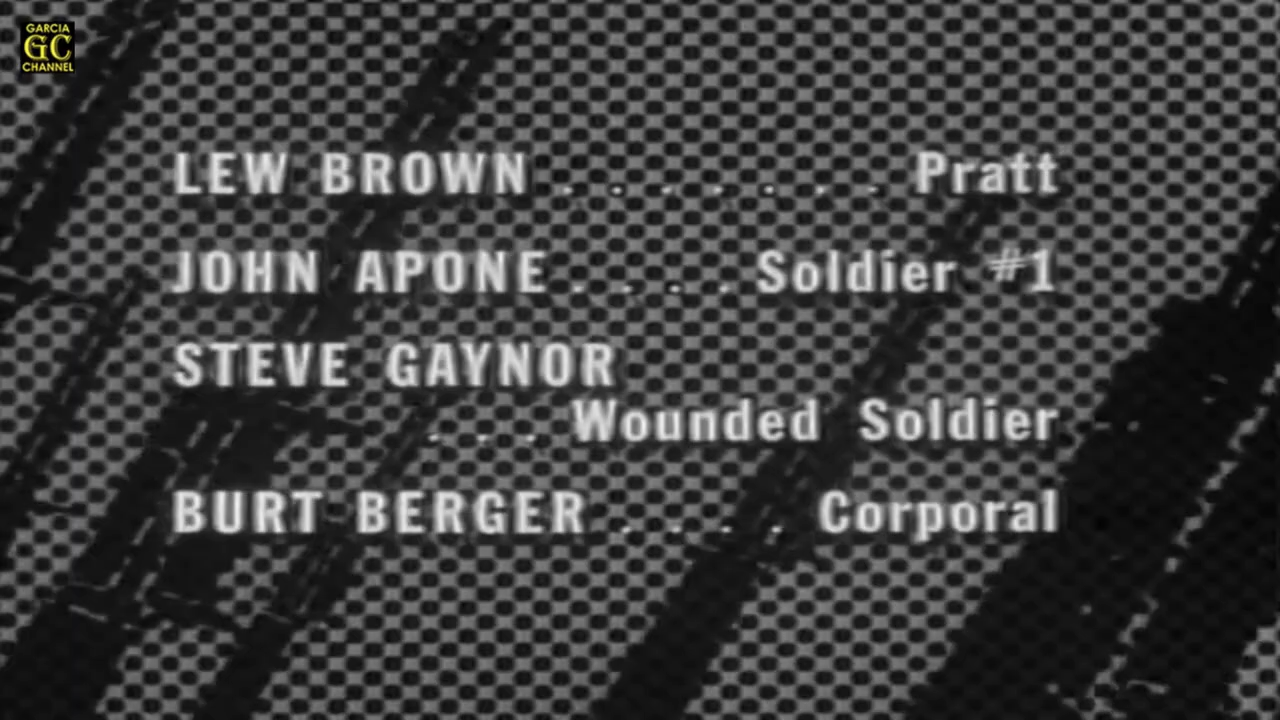 GARCIA
GC
CHANNEL
LEW BROWN . . . . . . . Pratt
JOHN APONE . . . . Soldier #1
STEVE GAYNOR
. . . Wounded Soldier
BURT BERGER . . . . Corporal